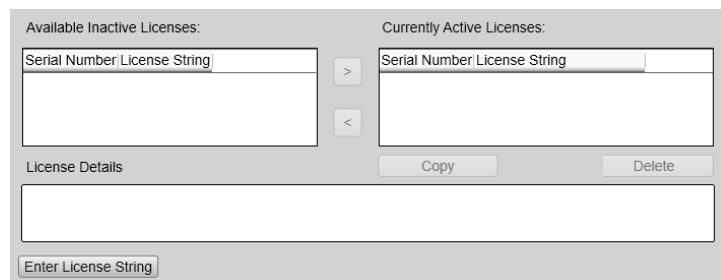 Available Inactive Licenses: Currently Active Licenses:
Serial Number License String Serial Number License String
>
<
License Details Copy Delete
Enter License String